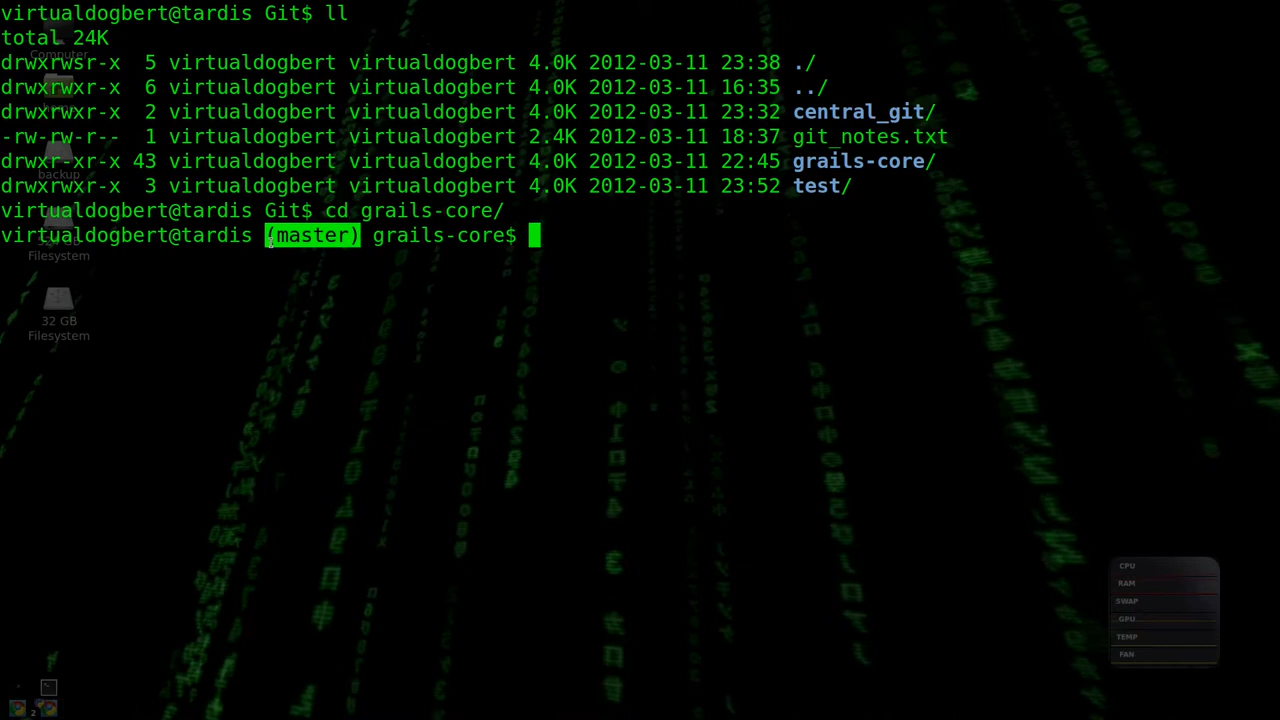 virtualdogbert@tardis Git$ ll
total 24K
drwxrwsr-x  5 virtualdogbert virtualdogbert 4.0K 2012-03-11 23:38 ./
drwxrwxr-x  6 virtualdogbert virtualdogbert 4.0K 2012-03-11 16:35 ../
drwxrwxr-x  2 virtualdogbert virtualdogbert 4.0K 2012-03-11 23:32 central_git/
-rw-rw-r--  1 virtualdogbert virtualdogbert 2.4K 2012-03-11 18:37 git_notes.txt
drwxr-xr-x 43 virtualdogbert virtualdogbert 4.0K 2012-03-11 22:45 grails-core/
drwxrwxr-x  3 virtualdogbert virtualdogbert 4.0K 2012-03-11 23:52 test/
virtualdogbert@tardis Git$ cd grails-core/
virtualdogbert@tardis (master) grails-core$
Computer
backup
Filesystem
32 GB
Filesystem
CPU
RAM
SWAP
GPU
TEMP
FAN
2